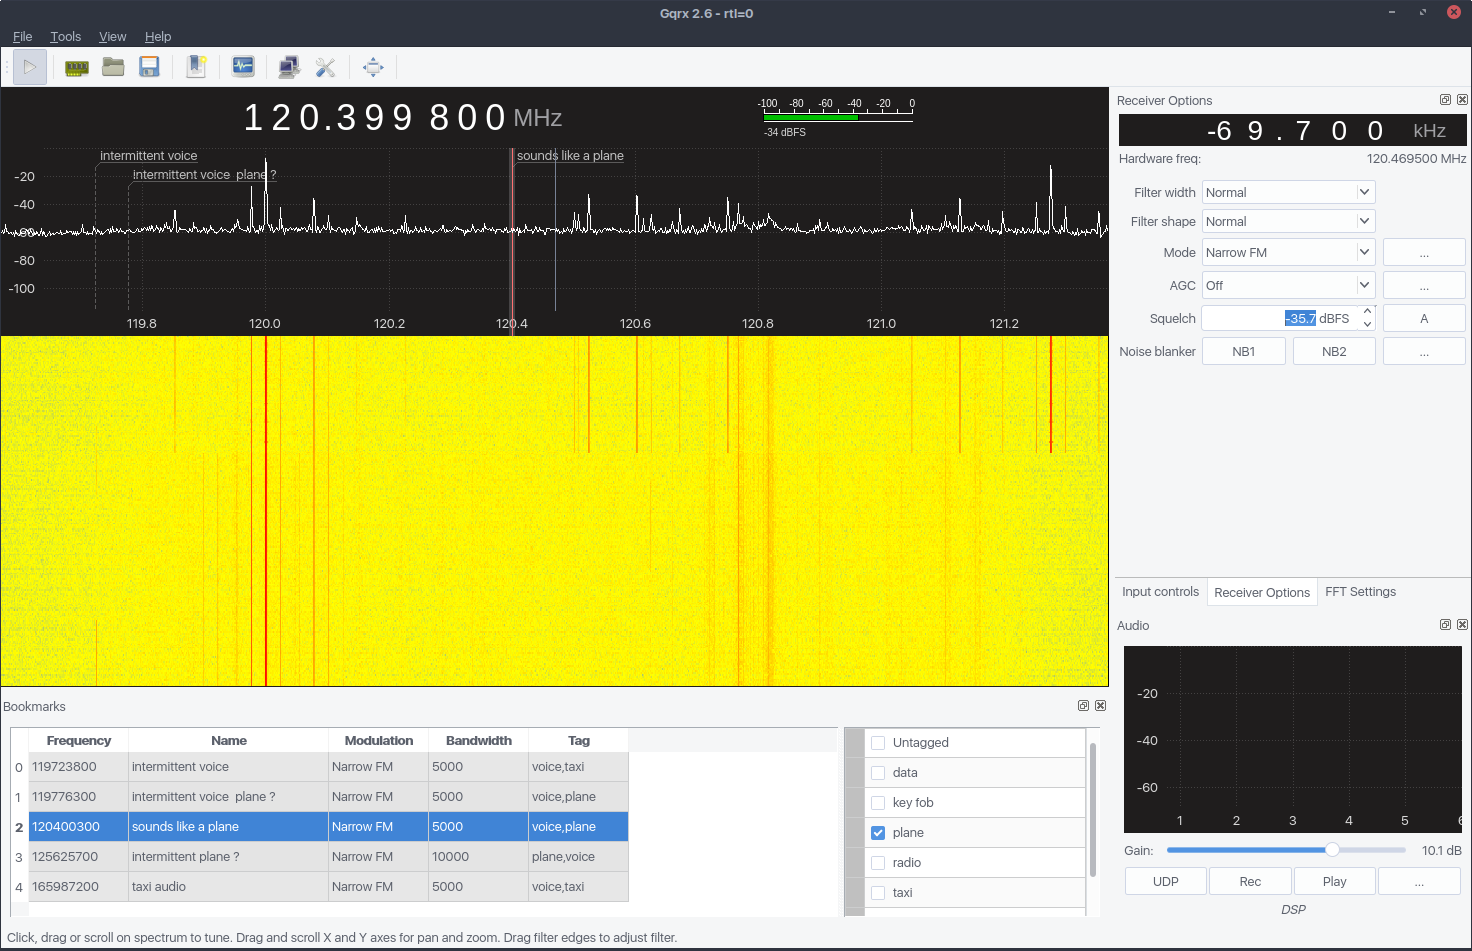 Gqrx 2.6 - rtl=0
File Tools View Help
120.399 800 MHz
-100 -80 -60 -40 -20 0
-34 dBFS
intermittent voice
sounds like a plane
intermittent voice  plane ?
-20
-40
-60
-80
-100
119.8 120.0 120.2 120.4 120.6 120.8 121.0 121.2
Receiver Options
-69.700 kHz
Hardware freq: 120.469500 MHz
Filter width Normal
Filter shape Normal
Mode Narrow FM ...
AGC Off ...
Squelch -35.7 dBFS A
Noise blanker NB1 NB2 ...
Input controls Receiver Options FFT Settings
Audio
-20
-40
-60
1 2 3 4 5 6
Gain: 10.1 dB
UDP Rec Play ...
DSP
Bookmarks
Frequency Name Modulation Bandwidth Tag
0 119723800 intermittent voice Narrow FM 5000 voice,taxi
1 119776300 intermittent voice  plane ? Narrow FM 5000 voice,plane
2 120400300 sounds like a plane Narrow FM 5000 voice,plane
3 125625700 intermittent plane ? Narrow FM 10000 plane,voice
4 165987200 taxi audio Narrow FM 5000 voice,taxi
Untagged
data
key fob
plane
radio
taxi
Click, drag or scroll on spectrum to tune. Drag and scroll X and Y axes for pan and zoom. Drag filter edges to adjust filter.